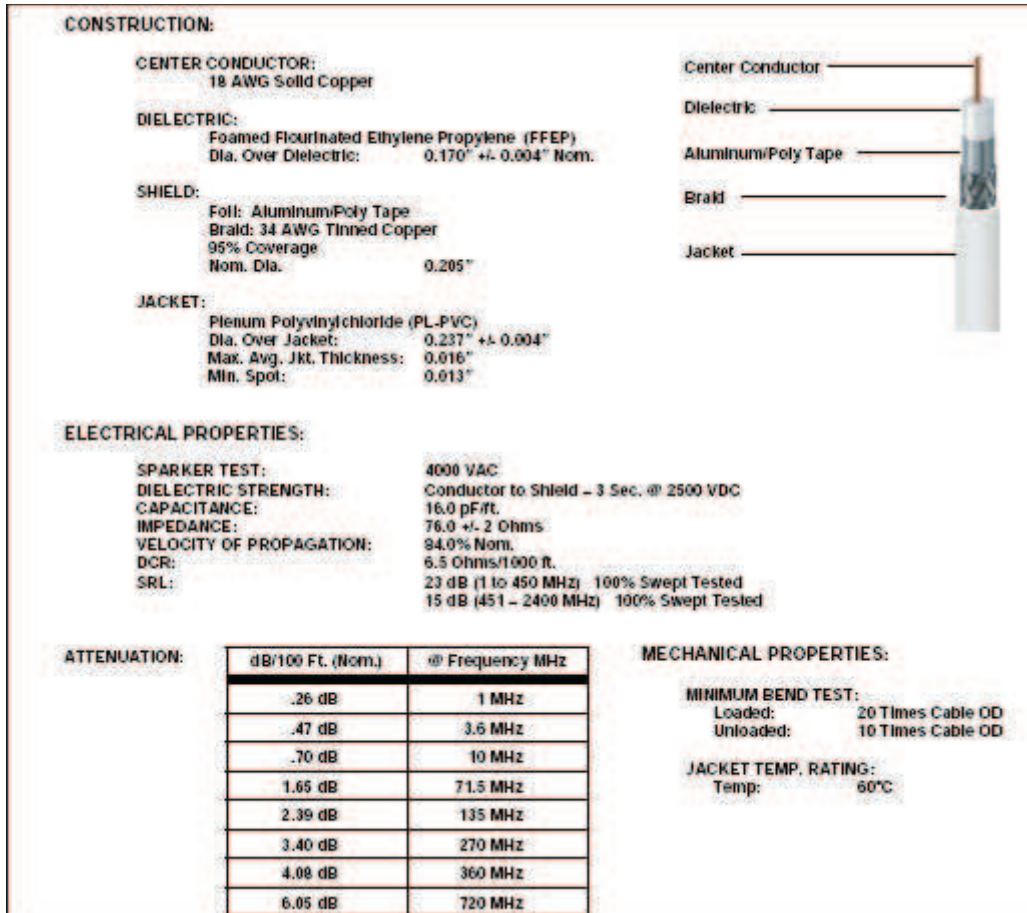 CONSTRUCTION:
CENTER CONDUCTOR:
18 AWG Solid Copper
DIELECTRIC:
Foamed Flourinated Ethylene Propylene (FFEP)
Dia. Over Dielectric: 0.170" +/- 0.004" Nom.
SHIELD:
Foil: Aluminum/Poly Tape
Braid: 34 AWG Tinned Copper
95% Coverage
Nom. Dia. 0.205"
JACKET:
Plenum Polyvinylchloride (PL-PVC)
Dia. Over Jacket: 0.237" +/- 0.004"
Max. Avg. Jkt. Thickness: 0.016"
Min. Spot: 0.013"
Center Conductor
Dielectric
Aluminum/Poly Tape
Braid
Jacket
ELECTRICAL PROPERTIES:
SPARKER TEST: 4000 VAC
DIELECTRIC STRENGTH: Conductor to Shield – 3 Sec. @ 2500 VDC
CAPACITANCE: 16.0 pF/ft.
IMPEDANCE: 76.0 +/- 2 Ohms
VELOCITY OF PROPAGATION: 84.0% Nom.
DCR: 6.5 Ohms/1000 ft.
SRL: 23 dB (1 to 450 MHz) 100% Swept Tested
15 dB (451 – 2400 MHz) 100% Swept Tested
ATTENUATION:
dB/100 Ft. (Nom.) @ Frequency MHz
.26 dB 1 MHz
.47 dB 3.6 MHz
.70 dB 10 MHz
1.65 dB 71.5 MHz
2.39 dB 135 MHz
3.40 dB 270 MHz
4.08 dB 360 MHz
6.05 dB 720 MHz
MECHANICAL PROPERTIES:
MINIMUM BEND TEST:
Loaded: 20 Times Cable OD
Unloaded: 10 Times Cable OD
JACKET TEMP. RATING:
Temp: 60°C